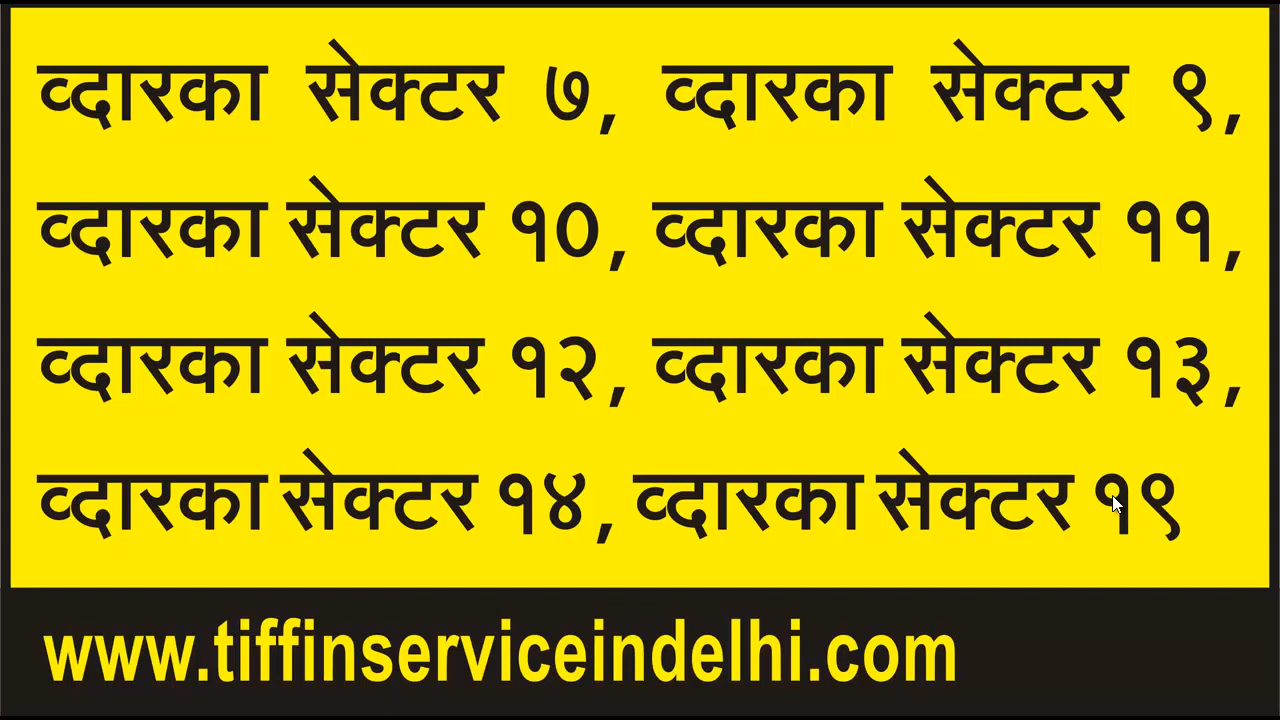 व्दारका सेक्टर ७, व्दारका सेक्टर ९,
व्दारका सेक्टर १०, व्दारका सेक्टर ११,
व्दारका सेक्टर १२, व्दारका सेक्टर १३,
व्दारका सेक्टर १४, व्दारका सेक्टर १९
www.tiffinserviceindelhi.com